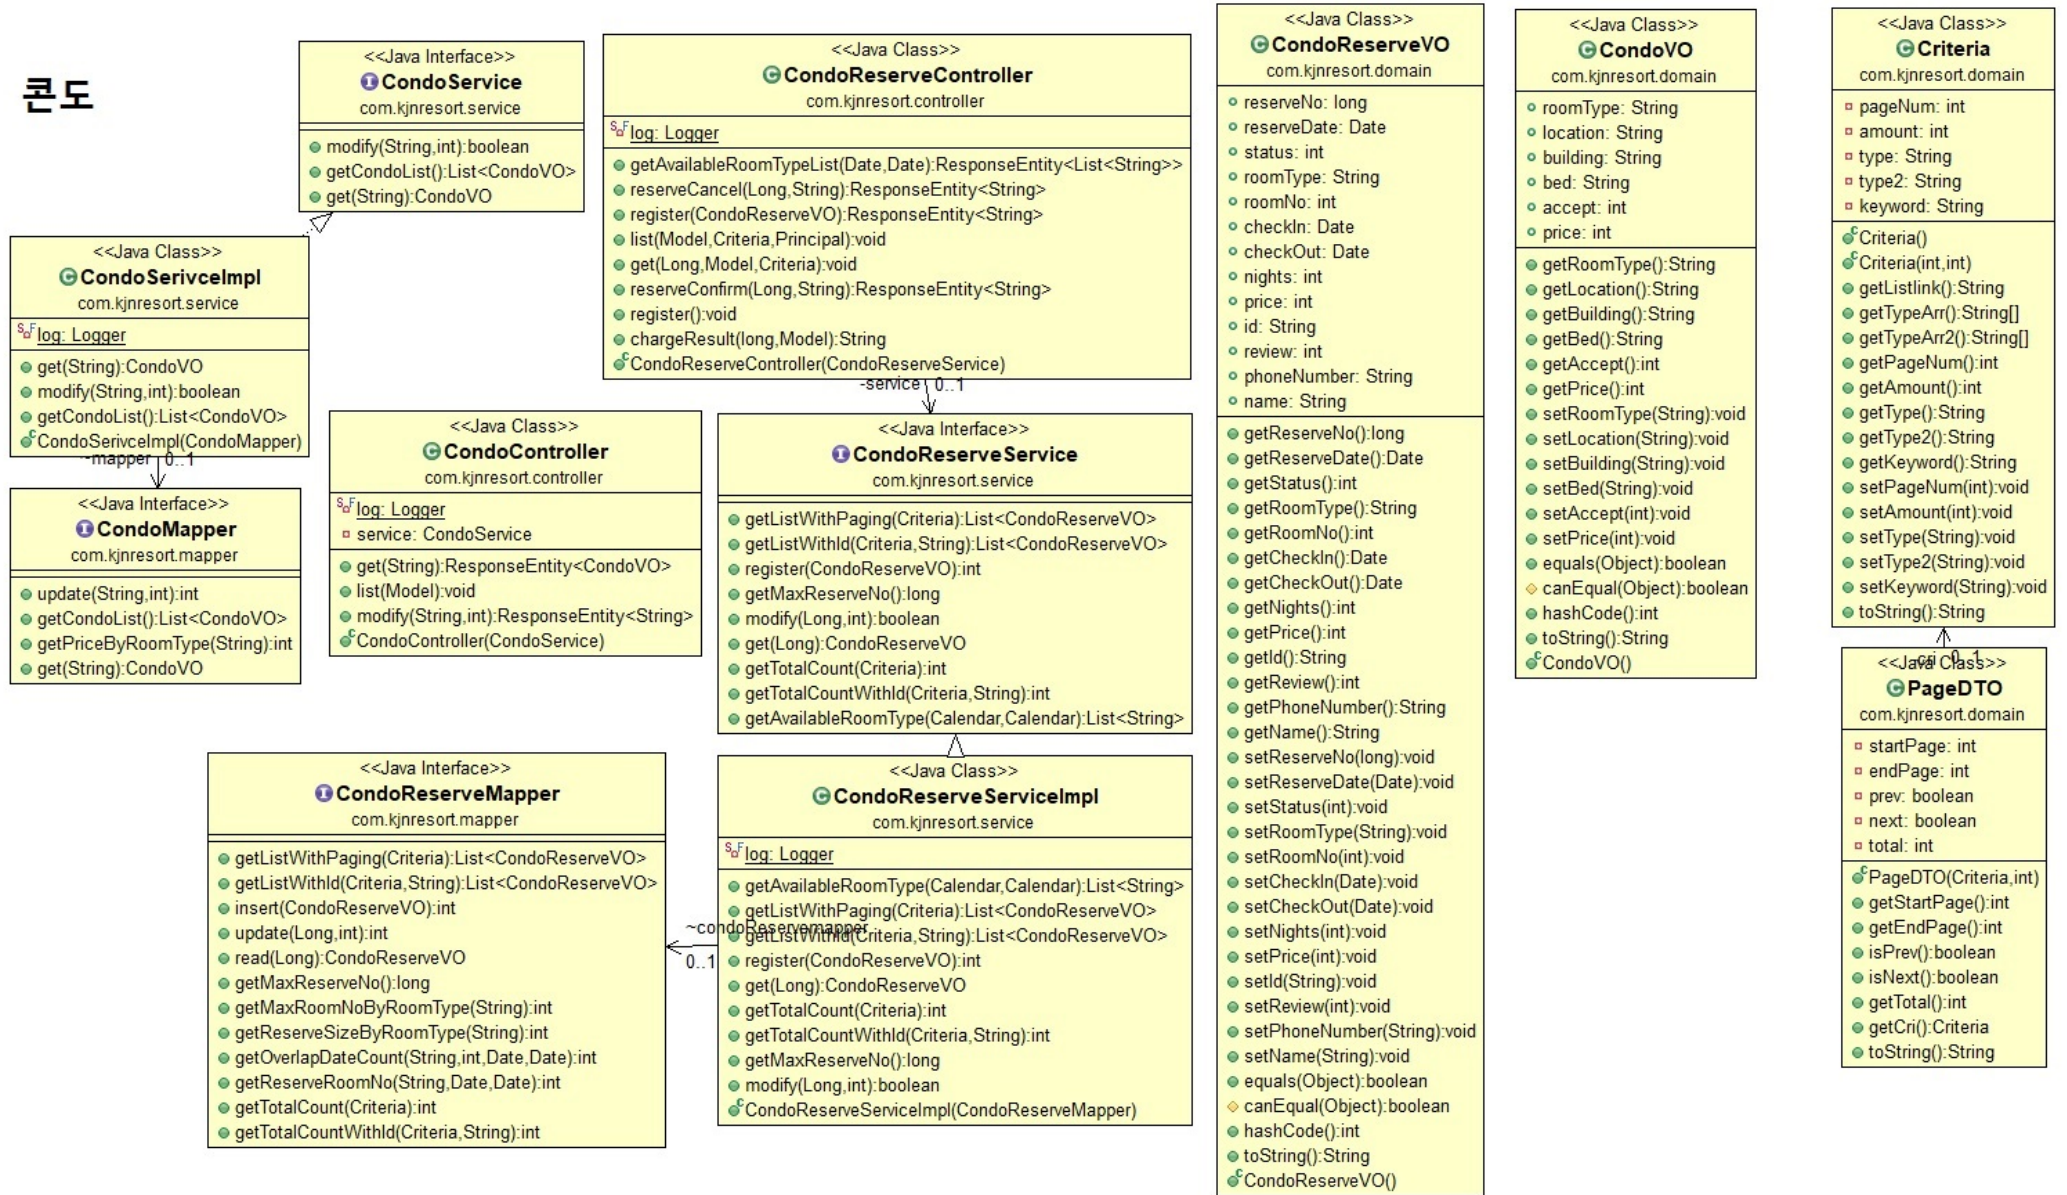 콘도
<<Java Interface>>
CondoService
com.kjnresort.service
modify(String,int):boolean
getCondoList():List<CondoVO>
get(String):CondoVO
<<Java Class>>
CondoSerivceImpl
com.kjnresort.service
SF log: Logger
get(String):CondoVO
modify(String,int):boolean
getCondoList():List<CondoVO>
CondoSerivceImpl(CondoMapper)
~mapper 0..1
<<Java Interface>>
CondoMapper
com.kjnresort.mapper
update(String,int):int
getCondoList():List<CondoVO>
getPriceByRoomType(String):int
get(String):CondoVO
<<Java Class>>
CondoReserveController
com.kjnresort.controller
SF log: Logger
getAvailableRoomTypeList(Date,Date):ResponseEntity<List<String>>
reserveCancel(Long,String):ResponseEntity<String>
register(CondoReserveVO):ResponseEntity<String>
list(Model,Criteria,Principal):void
get(Long,Model,Criteria):void
reserveConfirm(Long,String):ResponseEntity<String>
register():void
chargeResult(long,Model):String
CondoReserveController(CondoReserveService)
-service 0..1
<<Java Class>>
CondoController
com.kjnresort.controller
SF log: Logger
service: CondoService
get(String):ResponseEntity<CondoVO>
list(Model):void
modify(String,int):ResponseEntity<String>
CondoController(CondoService)
<<Java Interface>>
CondoReserveService
com.kjnresort.service
getListWithPaging(Criteria):List<CondoReserveVO>
getListWithId(Criteria,String):List<CondoReserveVO>
register(CondoReserveVO):int
getMaxReserveNo():long
modify(Long,int):boolean
get(Long):CondoReserveVO
getTotalCount(Criteria):int
getTotalCountWithId(Criteria,String):int
getAvailableRoomType(Calendar,Calendar):List<String>
<<Java Interface>>
CondoReserveMapper
com.kjnresort.mapper
getListWithPaging(Criteria):List<CondoReserveVO>
getListWithId(Criteria,String):List<CondoReserveVO>
insert(CondoReserveVO):int
update(Long,int):int
read(Long):CondoReserveVO
getMaxReserveNo():long
getMaxRoomNoByRoomType(String):int
getReserveSizeByRoomType(String):int
getOverlapDateCount(String,int,Date,Date):int
getReserveRoomNo(String,Date,Date):int
getTotalCount(Criteria):int
getTotalCountWithId(Criteria,String):int
<<Java Class>>
CondoReserveServiceImpl
com.kjnresort.service
SF log: Logger
getAvailableRoomType(Calendar,Calendar):List<String>
getListWithPaging(Criteria):List<CondoReserveVO>
getListWithId(Criteria,String):List<CondoReserveVO>
register(CondoReserveVO):int
get(Long):CondoReserveVO
getTotalCount(Criteria):int
getTotalCountWithId(Criteria,String):int
getMaxReserveNo():long
modify(Long,int):boolean
CondoReserveServiceImpl(CondoReserveMapper)
~condoReservemapper
0..1
<<Java Class>>
CondoReserveVO
com.kjnresort.domain
reserveNo: long
reserveDate: Date
status: int
roomType: String
roomNo: int
checkIn: Date
checkOut: Date
nights: int
price: int
id: String
review: int
phoneNumber: String
name: String
getReserveNo():long
getReserveDate():Date
getStatus():int
getRoomType():String
getRoomNo():int
getCheckIn():Date
getCheckOut():Date
getNights():int
getPrice():int
getId():String
getReview():int
getPhoneNumber():String
getName():String
setReserveNo(long):void
setReserveDate(Date):void
setStatus(int):void
setRoomType(String):void
setRoomNo(int):void
setCheckIn(Date):void
setCheckOut(Date):void
setNights(int):void
setPrice(int):void
setId(String):void
setReview(int):void
setPhoneNumber(String):void
setName(String):void
equals(Object):boolean
canEqual(Object):boolean
hashCode():int
toString():String
CondoReserveVO()
<<Java Class>>
CondoVO
com.kjnresort.domain
roomType: String
location: String
building: String
bed: String
accept: int
price: int
getRoomType():String
getLocation():String
getBuilding():String
getBed():String
getAccept():int
getPrice():int
setRoomType(String):void
setLocation(String):void
setBuilding(String):void
setBed(String):void
setAccept(int):void
setPrice(int):void
equals(Object):boolean
canEqual(Object):boolean
hashCode():int
toString():String
CondoVO()
<<Java Class>>
Criteria
com.kjnresort.domain
pageNum: int
amount: int
type: String
type2: String
keyword: String
Criteria()
Criteria(int,int)
getListlink():String
getTypeArr():String[]
getTypeArr2():String[]
getPageNum():int
getAmount():int
getType():String
getType2():String
getKeyword():String
setPageNum(int):void
setAmount(int):void
setType(String):void
setType2(String):void
setKeyword(String):void
toString():String
-cri 0..1
<<Java Class>>
PageDTO
com.kjnresort.domain
startPage: int
endPage: int
prev: boolean
next: boolean
total: int
PageDTO(Criteria,int)
getStartPage():int
getEndPage():int
isPrev():boolean
isNext():boolean
getTotal():int
getCri():Criteria
toString():String